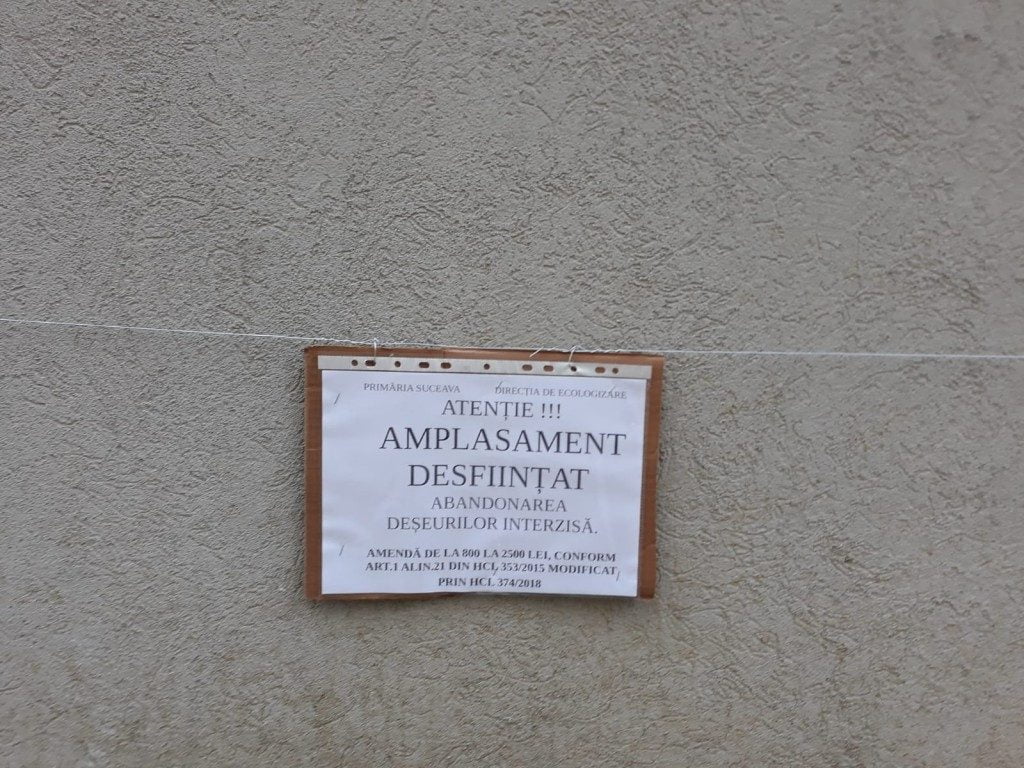 PRIMĂRIA SUCEAVA DIRECȚIA DE ECOLOGIZARE
ATENȚIE !!!
AMPLASAMENT
DESFIINȚAT
ABANDONAREA
DEȘEURILOR INTERZISĂ.
AMENDĂ DE LA 800 LA 2500 LEI, CONFORM
ART.1 ALIN.21 DIN HCL 353/2015 MODIFICAT
PRIN HCL 374/2018